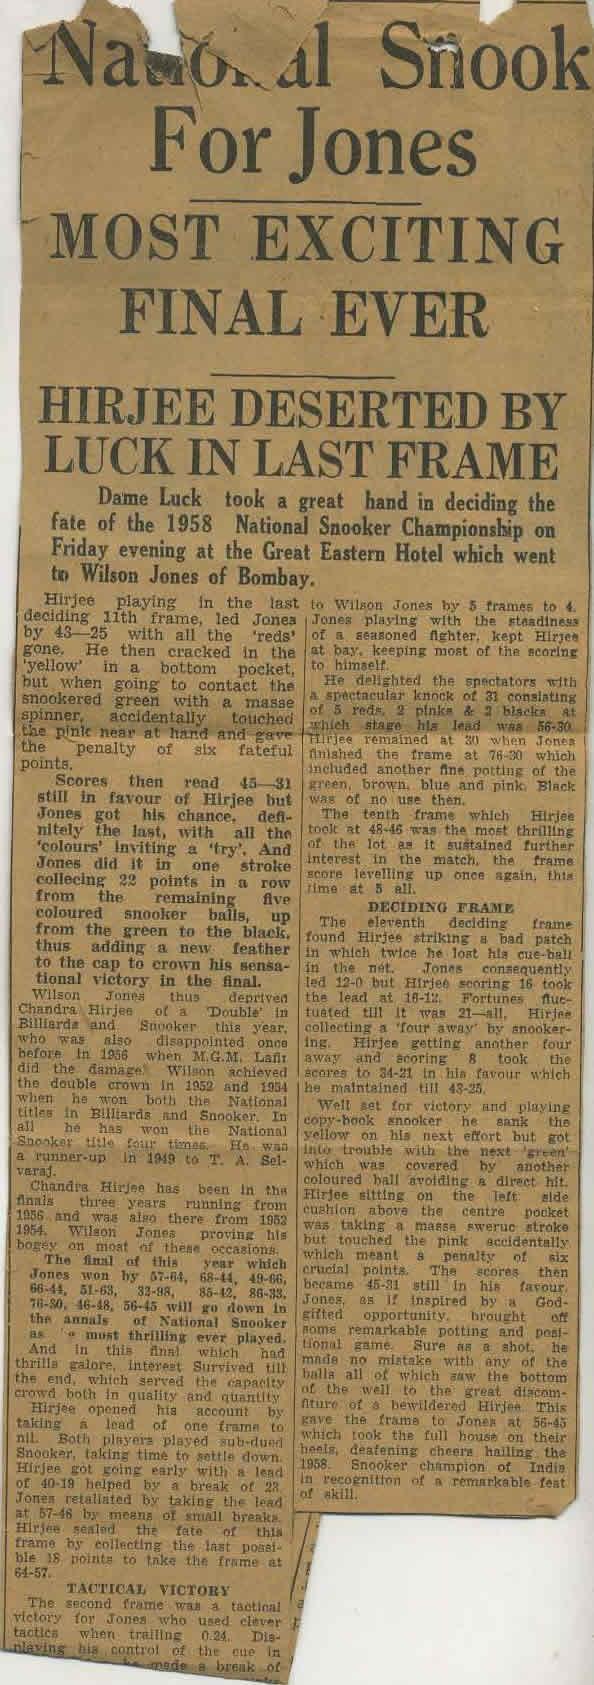 National Snook
For Jones
MOST EXCITING
FINAL EVER
HIRJEE DESERTED BY
LUCK IN LAST FRAME
Dame Luck took a great hand in deciding the
fate of the 1958 National Snooker Championship on
Friday evening at the Great Eastern Hotel which went
to Wilson Jones of Bombay.
Hirjee playing in the last
deciding 11th frame, led Jones
by 43—25 with all the 'reds'
gone. He then cracked in the
'yellow' in a bottom pocket,
but when going to contact the
snookered green with a masse
spinner, accidentally touched
the pink near at hand and gave
the penalty of six fateful
points.
Scores then read 45—31
still in favour of Hirjee but
Jones got his chance, defi-
nitely the last, with all the
'colours' inviting a 'try'. And
Jones did it in one stroke
collecing 22 points in a row
from the remaining five
coloured snooker balls, up
from the green to the black,
thus adding a new feather
to the cap to crown his sensa-
tional victory in the final.
Wilson Jones thus deprived
Chandra Hirjee of a 'Double' in
Billiards and Snooker this year,
who was also disappointed once
before in 1956 when M.G.M. Lafir
did the damage. Wilson achieved
the double crown in 1952 and 1954
when he won both the National
titles in Billiards and Snooker. In
all he has won the National
Snooker title four times. He was
a runner-up in 1949 to T. A. Sel-
varaj.
Chandra Hirjee has been in the
finals three years running from
1956 and was also there from 1952
1954. Wilson Jones proving his
bogey on most of these occasions.
The final of this year which
Jones won by 57-64, 68-44, 49-66,
66-44, 51-63, 33-98, 85-42, 86-33,
76-30, 46-48, 56-45 will go down in
the annals of National Snooker
as most thrilling ever played.
And in this final which had
thrills galore, interest Survived till
the end, which served the capacity
crowd both in quality and quantity
Hirjee opened his account by
taking a lead of one frame to
nil. Both players played sub-dued
Snooker, taking time to settle down.
Hirjee got going early with a lead
of 40-19 helped by a break of 23.
Jones retaliated by taking the lead
at 57-46 by means of small breaks.
Hirjee sealed the fate of this
frame by collecting the last possi-
ble 18 points to take the frame at
64-57.
TACTICAL VICTORY
The second frame was a tactical
victory for Jones who used clever
tactics when trailing 0.24. Dis-
playing his control of the cue in
he made a break of
to Wilson Jones by 5 frames to 4.
Jones playing with the steadiness
of a seasoned fighter, kept Hirjee
at bay, keeping most of the scoring
to himself.
He delighted the spectators with
a spectacular knock of 31 consisting
of 5 reds, 2 pinks & 2 blacks at
which stage his lead was 56-30.
Hirjee remained at 30 when Jones
finished the frame at 76-30 which
included another fine potting of the
green, brown, blue and pink. Black
was of no use then.
The tenth frame which Hirjee
took at 48-46 was the most thrilling
of the lot as it sustained further
interest in the match, the frame
score levelling up once again, this
time at 5 all.
DECIDING FRAME
The eleventh deciding frame
found Hirjee striking a bad patch
in which twice he lost his cue-ball
in the net. Jones consequently
led 12-0 but Hirjee scoring 16 took
the lead at 16-12. Fortunes fluc-
tuated till it was 21—all, Hirjee
collecting a 'four away' by snooker-
ing. Hirjee getting another four
away and scoring 8 took the
scores to 34-21 in his favour which
he maintained till 43-25.
Well set for victory and playing
copy-book snooker he sank the
yellow on his next effort but got
into trouble with the next 'green'
which was covered by another
coloured ball avoiding a direct hit.
Hirjee sitting on the left side
cushion above the centre pocket
was taking a masse sweruc stroke
but touched the pink accidentally
which meant a penalty of six
crucial points. The scores then
became 45-31 still in his favour.
Jones, as if inspired by a God-
gifted opportunity, brought off
some remarkable potting and posi-
tional game. Sure as a shot, he
made no mistake with any of the
balls all of which saw the bottom
of the well to the great discom-
fiture of a bewildered Hirjee. This
gave the frame to Jones at 56-45
which took the full house on their
heels, deafening cheers hailing the
1958. Snooker champion of India
in recognition of a remarkable feat
of skill.